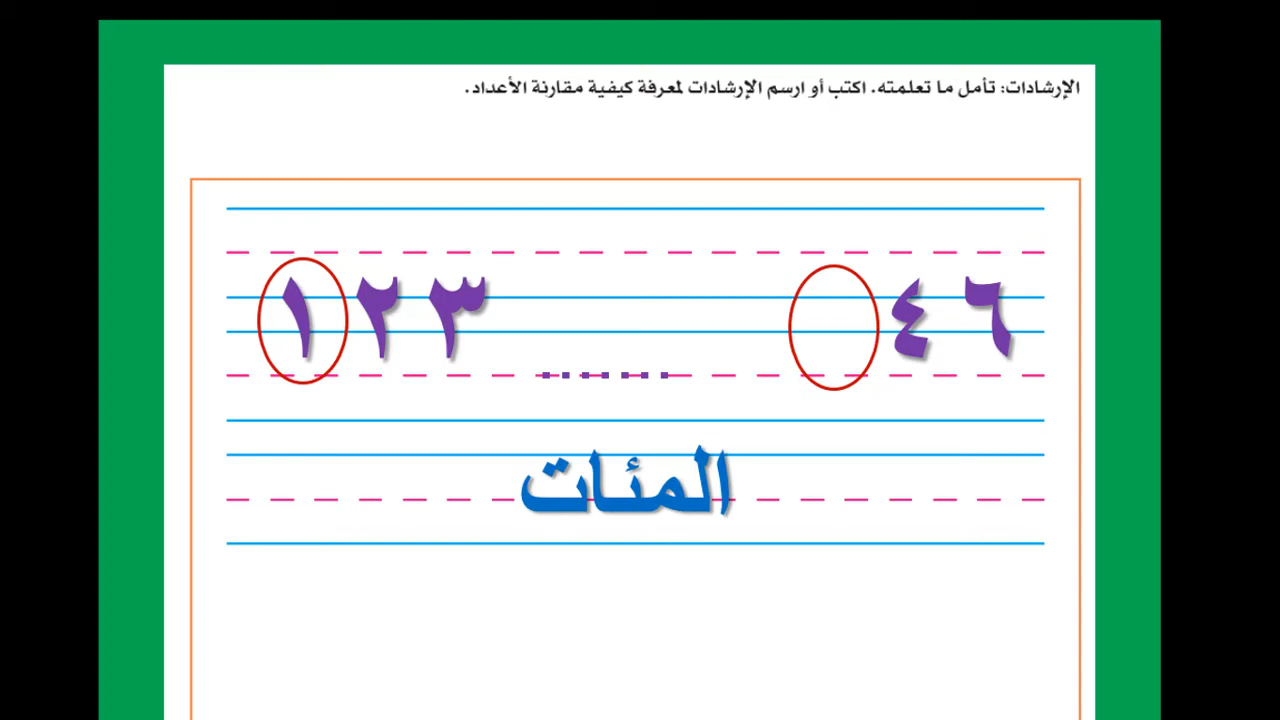 الإرشادات: تأمل ما تعلمته. اكتب أو ارسم الإرشادات لمعرفة كيفية مقارنة الأعداد.
٤٦ ....... ١٢٣
المئات